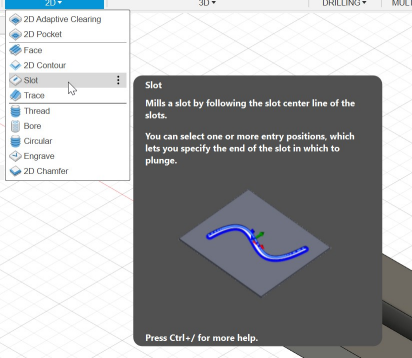 2D▾ 3D▾ DRILLING▾
2D Adaptive Clearing
2D Pocket
Face
2D Contour
Slot
Trace
Thread
Bore
Circular
Engrave
2D Chamfer
Slot
Mills a slot by following the slot center line of the
slots.
You can select one or more entry positions, which
lets you specify the end of the slot in which to
plunge.
Press Ctrl+/ for more help.